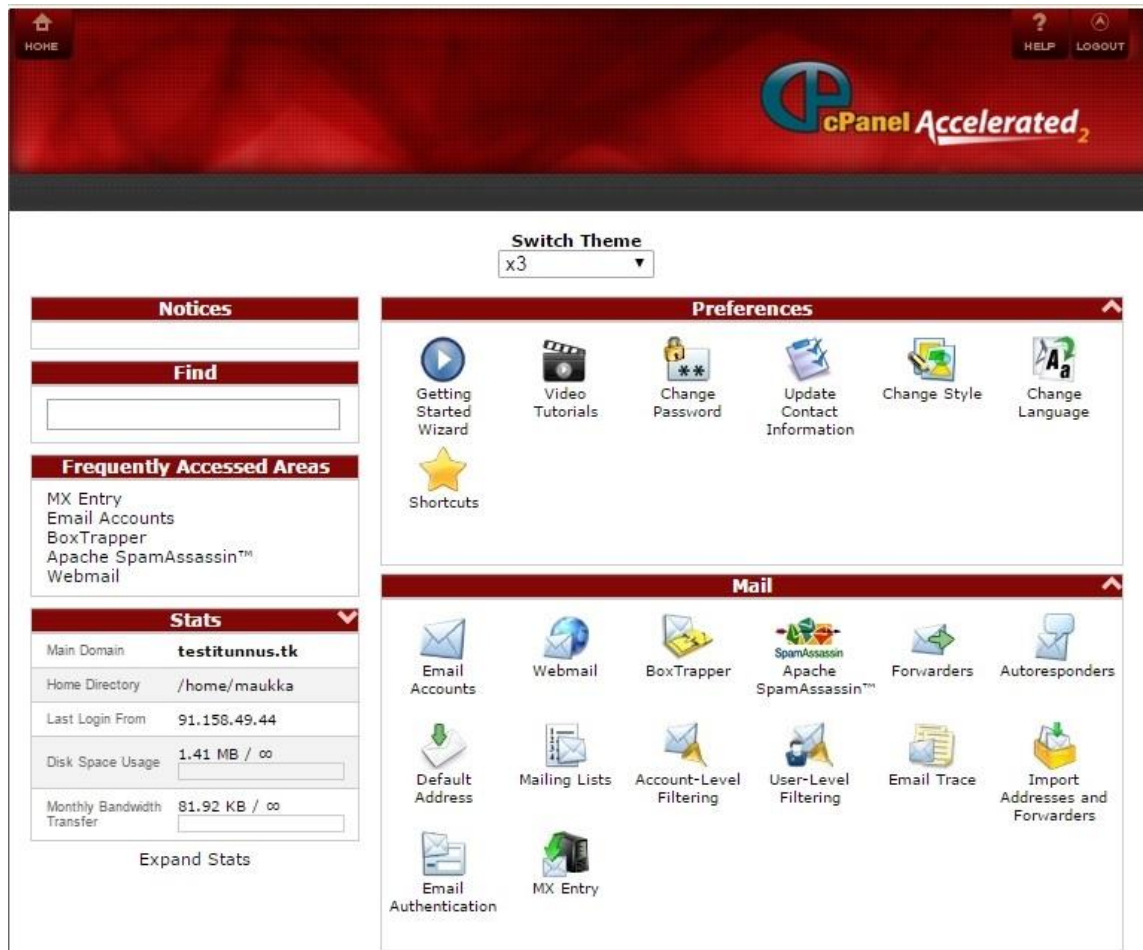 HOME
HELP LOGOUT
cPanel Accelerated2
Switch Theme
x3
Notices
Find
Frequently Accessed Areas
MX Entry
Email Accounts
BoxTrapper
Apache SpamAssassin™
Webmail
Stats
Main Domain testitunnus.tk
Home Directory /home/maukka
Last Login From 91.158.49.44
Disk Space Usage 1.41 MB / ∞
Monthly Bandwidth 81.92 KB / ∞
Transfer
Expand Stats
Preferences
Getting Video Change Update Change Style Change
Started Tutorials Password Contact Language
Wizard Information
Shortcuts
Mail
SpamAssassin
Email Webmail BoxTrapper Apache Forwarders Autoresponders
Accounts SpamAssassin™
Default Mailing Lists Account-Level User-Level Email Trace Import
Address Filtering Filtering Addresses and
Forwarders
Email MX Entry
Authentication